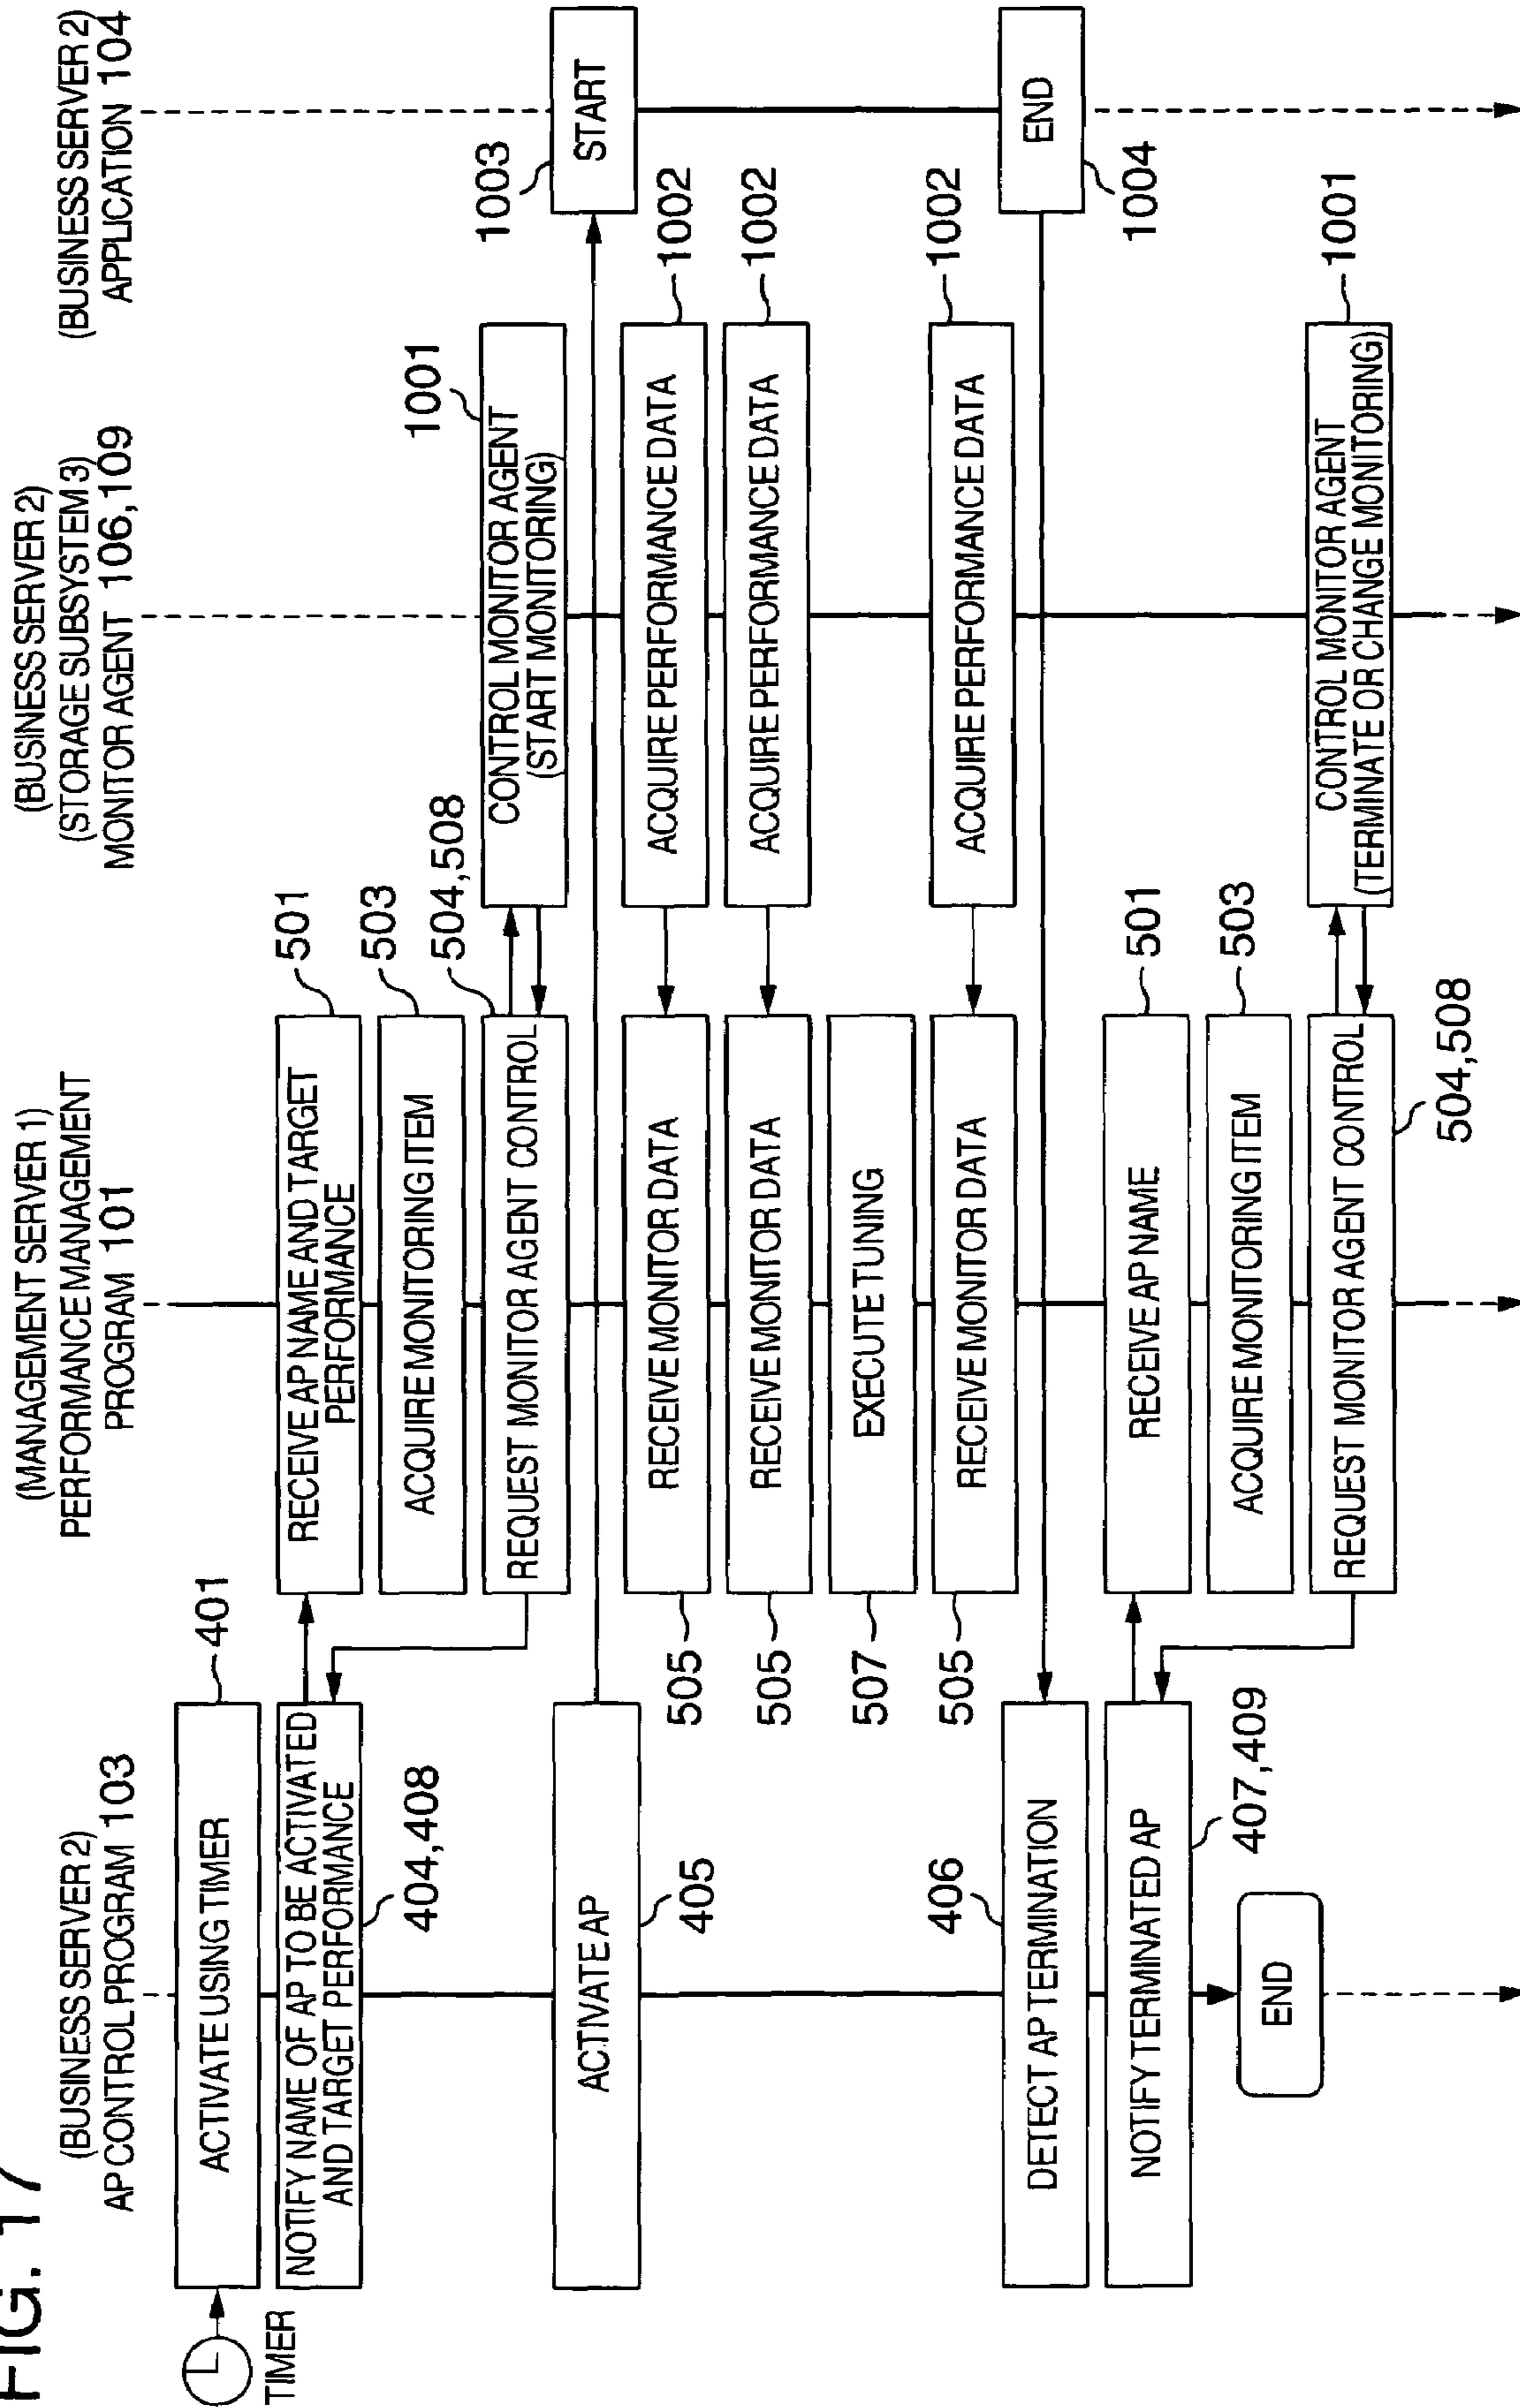 FIG. 17
(BUSINESS SERVER 2)
AP CONTROL PROGRAM 103
TIMER
ACTIVATE USING TIMER
401
NOTIFY NAME OF AP TO BE ACTIVATED
AND TARGET PERFORMANCE
404,408
ACTIVATE AP
405
DETECT AP TERMINATION
406
NOTIFY TERMINATED AP
407,409
END
(MANAGEMENT SERVER 1)
PERFORMANCE MANAGEMENT
PROGRAM 101
RECEIVE AP NAME AND TARGET
PERFORMANCE
501
ACQUIRE MONITORING ITEM
503
REQUEST MONITOR AGENT CONTROL
504,508
RECEIVE MONITOR DATA
505
RECEIVE MONITOR DATA
505
EXECUTE TUNING
507
RECEIVE MONITOR DATA
505
RECEIVE AP NAME
501
ACQUIRE MONITORING ITEM
503
REQUEST MONITOR AGENT CONTROL
504,508
(BUSINESS SERVER 2)
(STORAGE SUBSYSTEM 3)
MONITOR AGENT 106,109
CONTROL MONITOR AGENT
(START MONITORING)
1001
ACQUIRE PERFORMANCE DATA
1002
ACQUIRE PERFORMANCE DATA
1002
ACQUIRE PERFORMANCE DATA
1002
CONTROL MONITOR AGENT
(TERMINATE OR CHANGE MONITORING)
1001
(BUSINESS SERVER 2)
APPLICATION 104
START
1003
END
1004